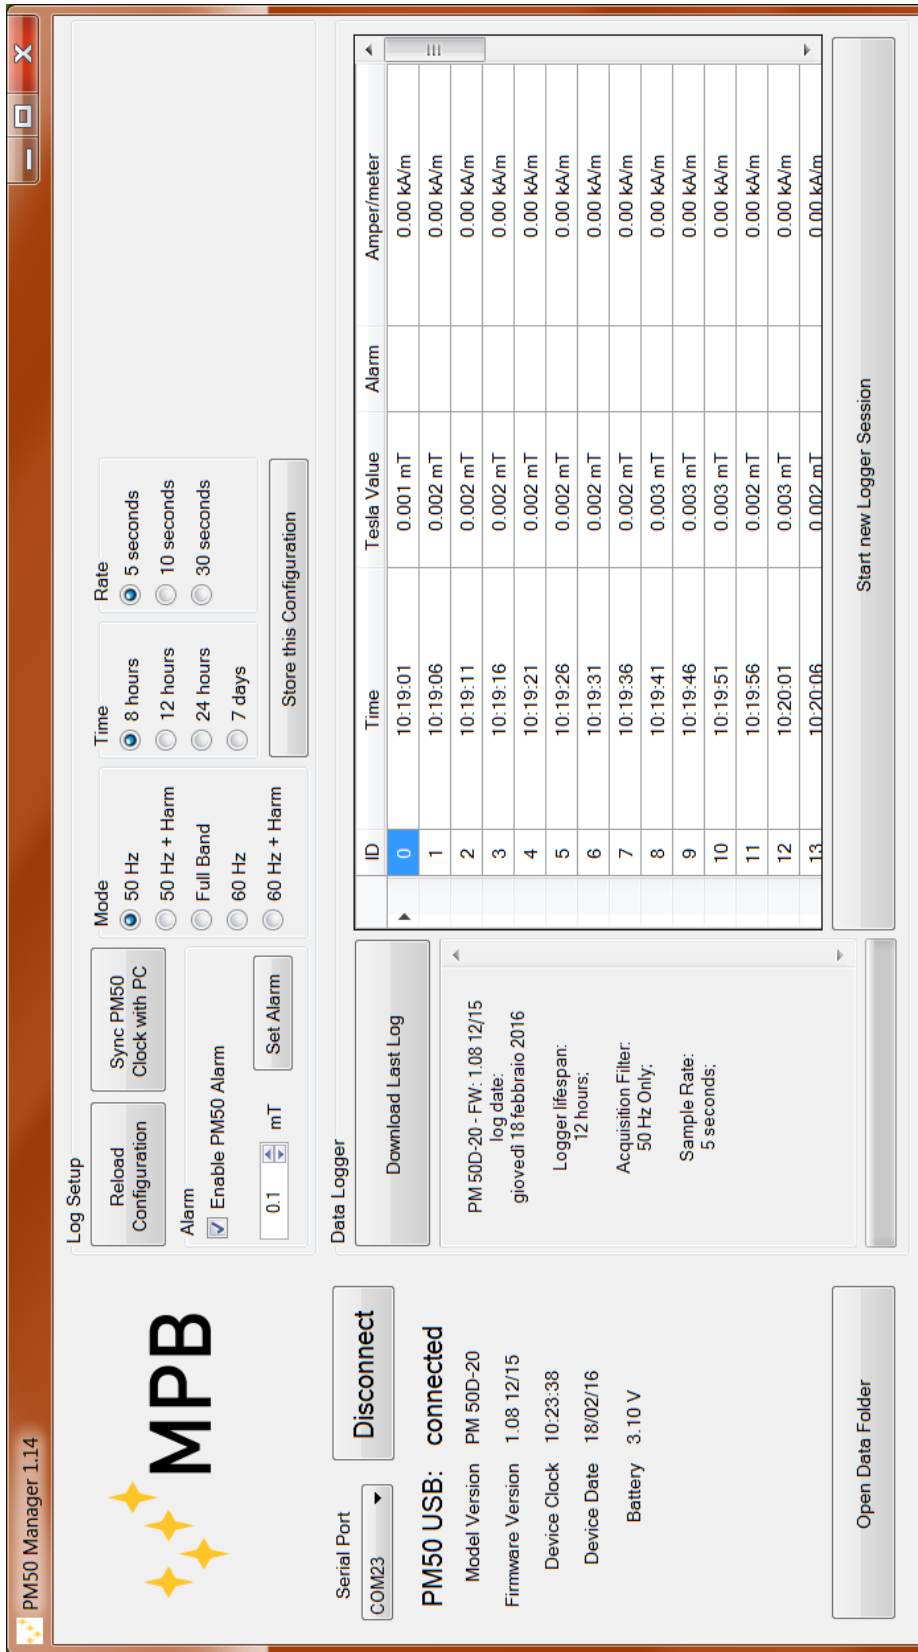 PM50 Manager 1.14
MPB
Serial Port
COM23
Disconnect
PM50 USB: connected
Model Version PM 50D-20
Firmware Version 1.08 12/15
Device Clock 10:23:38
Device Date 18/02/16
Battery 3.10 V
Open Data Folder
Log Setup
Reload
Configuration
Sync PM50
Clock with PC
Alarm
Enable PM50 Alarm
0.1 mT
Set Alarm
Mode
50 Hz
50 Hz + Harm
Full Band
60 Hz
60 Hz + Harm
Time
8 hours
12 hours
24 hours
7 days
Rate
5 seconds
10 seconds
30 seconds
Store this Configuration
Data Logger
Download Last Log
PM 50D-20 - FW: 1.08 12/15
log date:
giovedì 18 febbraio 2016
Logger lifespan:
12 hours;
Acquisition Filter:
50 Hz Only;
Sample Rate:
5 seconds;
ID Time Tesla Value Alarm Amper/meter
0 10:19:01 0.001 mT 0.00 kA/m
1 10:19:06 0.002 mT 0.00 kA/m
2 10:19:11 0.002 mT 0.00 kA/m
3 10:19:16 0.002 mT 0.00 kA/m
4 10:19:21 0.002 mT 0.00 kA/m
5 10:19:26 0.002 mT 0.00 kA/m
6 10:19:31 0.002 mT 0.00 kA/m
7 10:19:36 0.002 mT 0.00 kA/m
8 10:19:41 0.003 mT 0.00 kA/m
9 10:19:46 0.003 mT 0.00 kA/m
10 10:19:51 0.003 mT 0.00 kA/m
11 10:19:56 0.002 mT 0.00 kA/m
12 10:20:01 0.003 mT 0.00 kA/m
13 10:20:06 0.002 mT 0.00 kA/m
Start new Logger Session